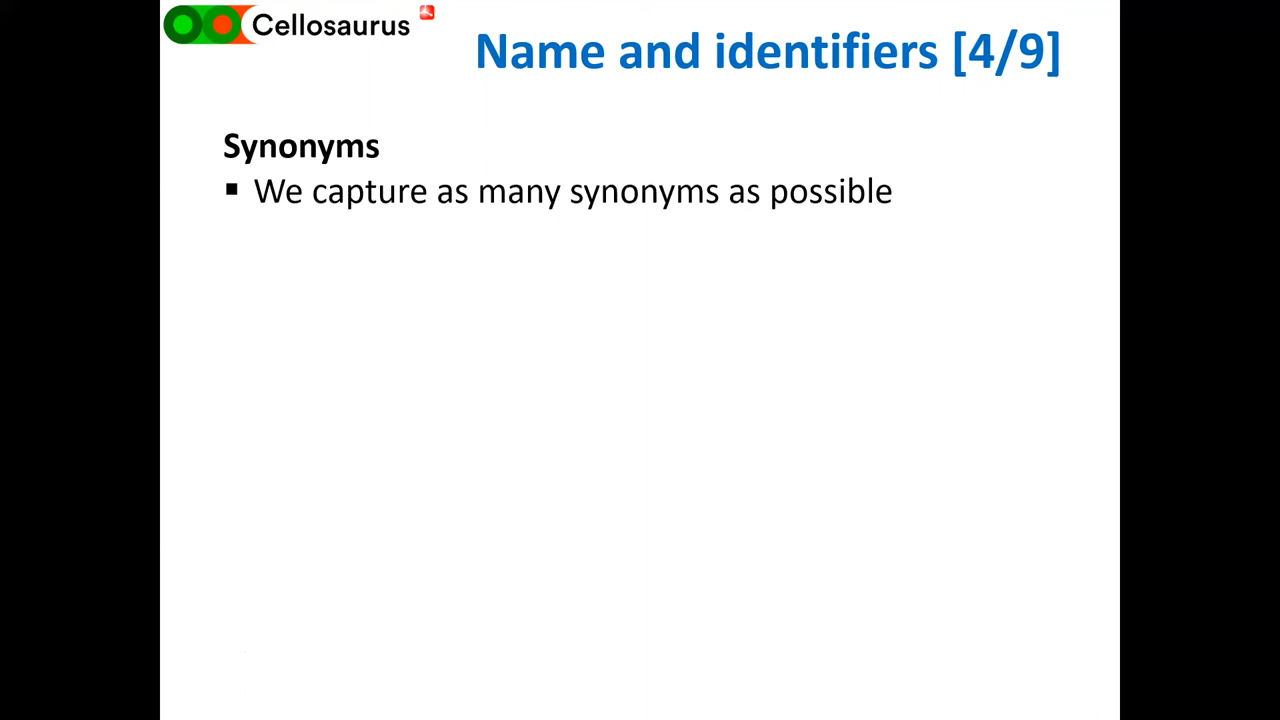 Cellosaurus
Name and identifiers [4/9]
Synonyms
▪ We capture as many synonyms as possible